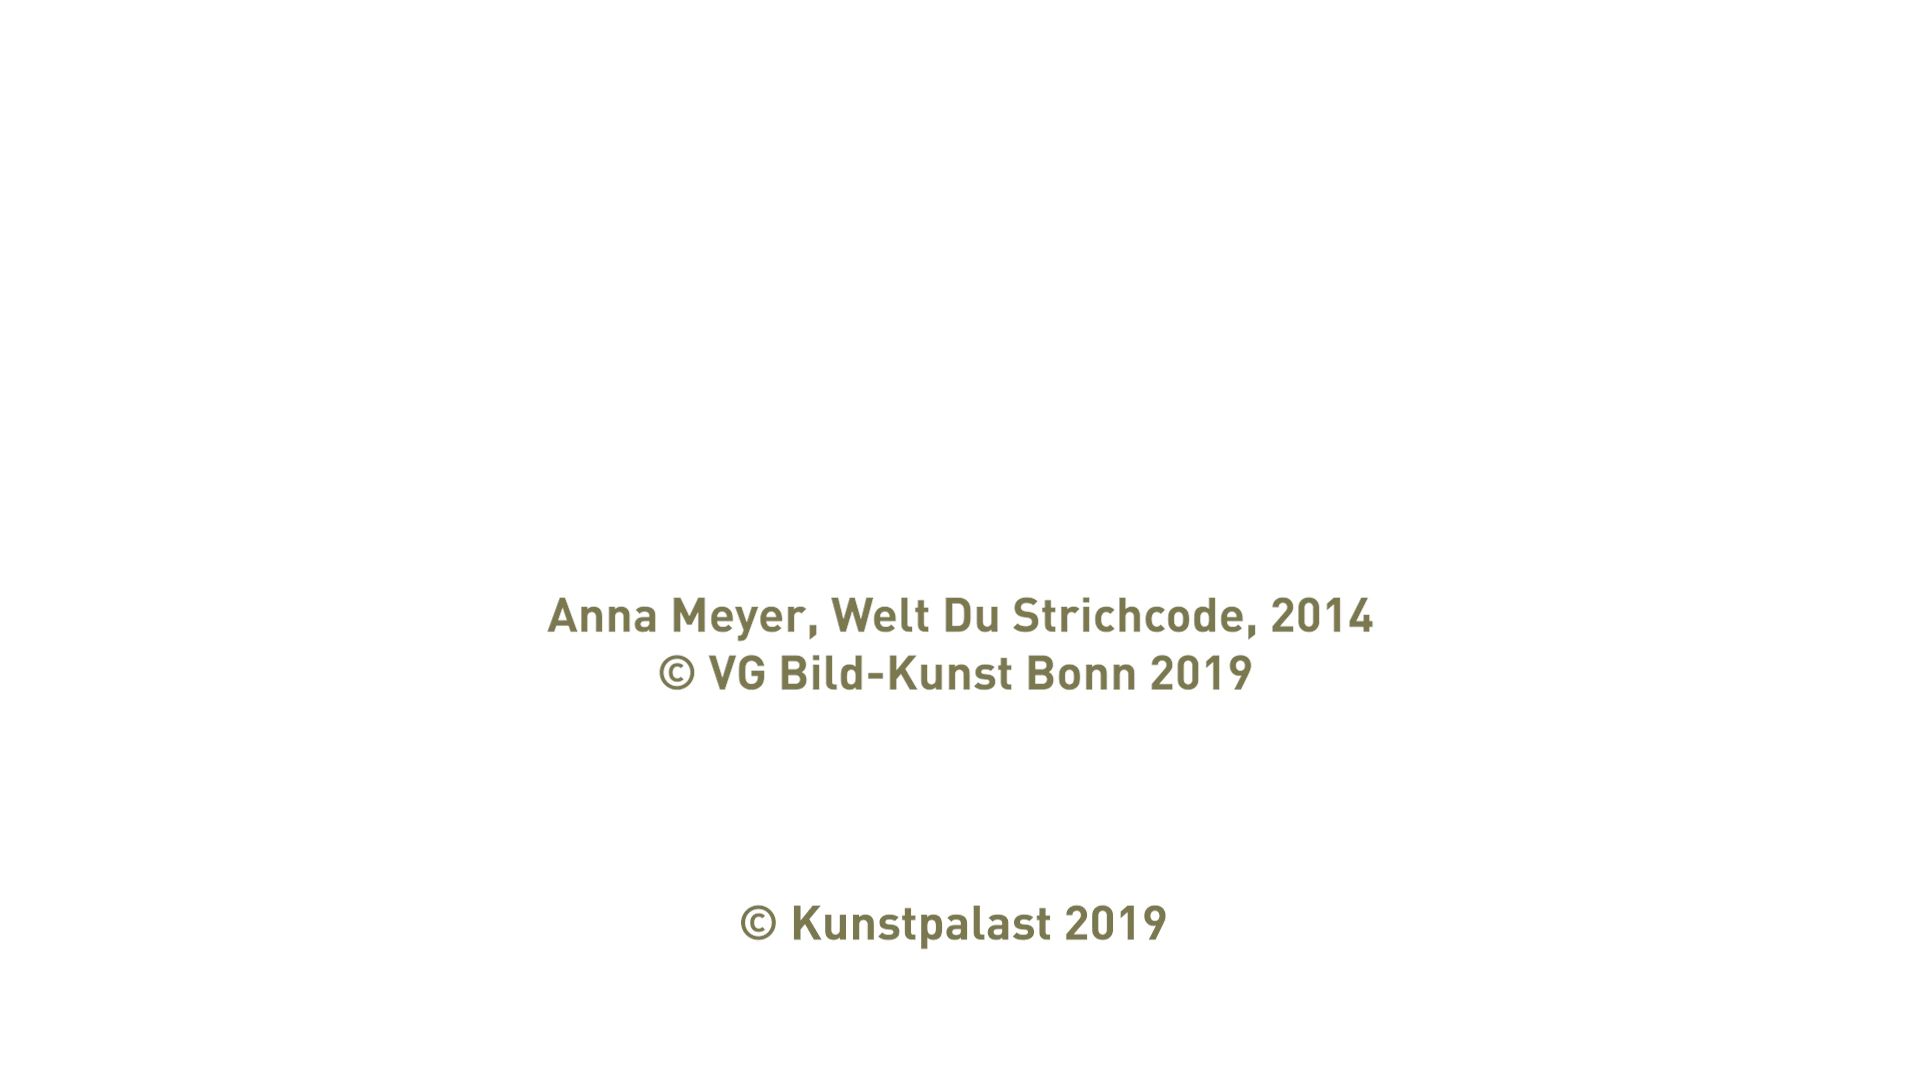 Anna Meyer, Welt Du Strichcode, 2014
© VG Bild-Kunst Bonn 2019
© Kunstpalast 2019